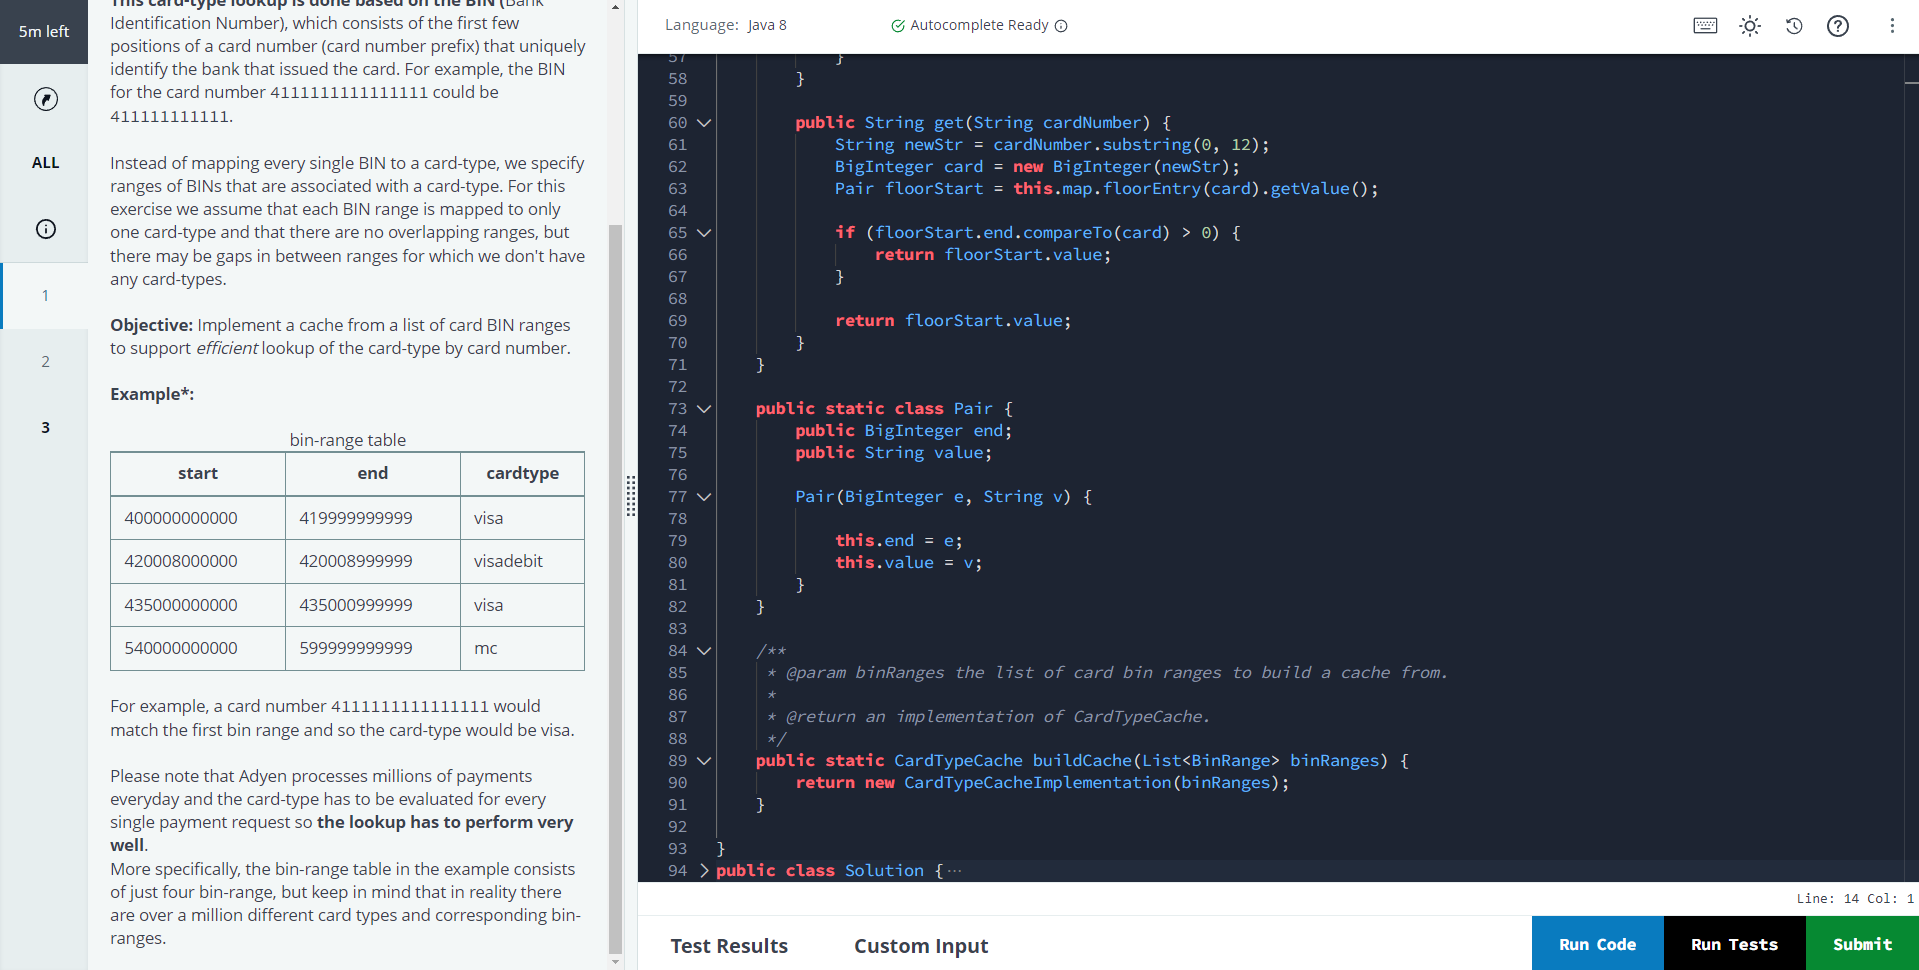 5m left
ALL
1
2
3
This card-type lookup is done based on the BIN (Bank
Identification Number), which consists of the first few
positions of a card number (card number prefix) that uniquely
identify the bank that issued the card. For example, the BIN
for the card number 4111111111111111 could be
411111111111.
Instead of mapping every single BIN to a card-type, we specify
ranges of BINs that are associated with a card-type. For this
exercise we assume that each BIN range is mapped to only
one card-type and that there are no overlapping ranges, but
there may be gaps in between ranges for which we don't have
any card-types.
Objective: Implement a cache from a list of card BIN ranges
to support efficient lookup of the card-type by card number.
Example*:
bin-range table
start end cardtype
400000000000 419999999999 visa
420008000000 420008999999 visadebit
435000000000 435000999999 visa
540000000000 599999999999 mc
For example, a card number 4111111111111111 would
match the first bin range and so the card-type would be visa.
Please note that Adyen processes millions of payments
everyday and the card-type has to be evaluated for every
single payment request so the lookup has to perform very
well.
More specifically, the bin-range table in the example consists
of just four bin-range, but keep in mind that in reality there
are over a million different card types and corresponding bin-
ranges.
Language: Java 8 Autocomplete Ready
57 }
58 }
59
60 public String get(String cardNumber) {
61 String newStr = cardNumber.substring(0, 12);
62 BigInteger card = new BigInteger(newStr);
63 Pair floorStart = this.map.floorEntry(card).getValue();
64
65 if (floorStart.end.compareTo(card) > 0) {
66 return floorStart.value;
67 }
68
69 return floorStart.value;
70 }
71 }
72
73 public static class Pair {
74 public BigInteger end;
75 public String value;
76
77 Pair(BigInteger e, String v) {
78
79 this.end = e;
80 this.value = v;
81 }
82 }
83
84 /**
85 * @param binRanges the list of card bin ranges to build a cache from.
86 *
87 * @return an implementation of CardTypeCache.
88 */
89 public static CardTypeCache buildCache(List<BinRange> binRanges) {
90 return new CardTypeCacheImplementation(binRanges);
91 }
92
93 }
94 public class Solution {···
Line: 14 Col: 1
Test Results Custom Input Run Code Run Tests Submit